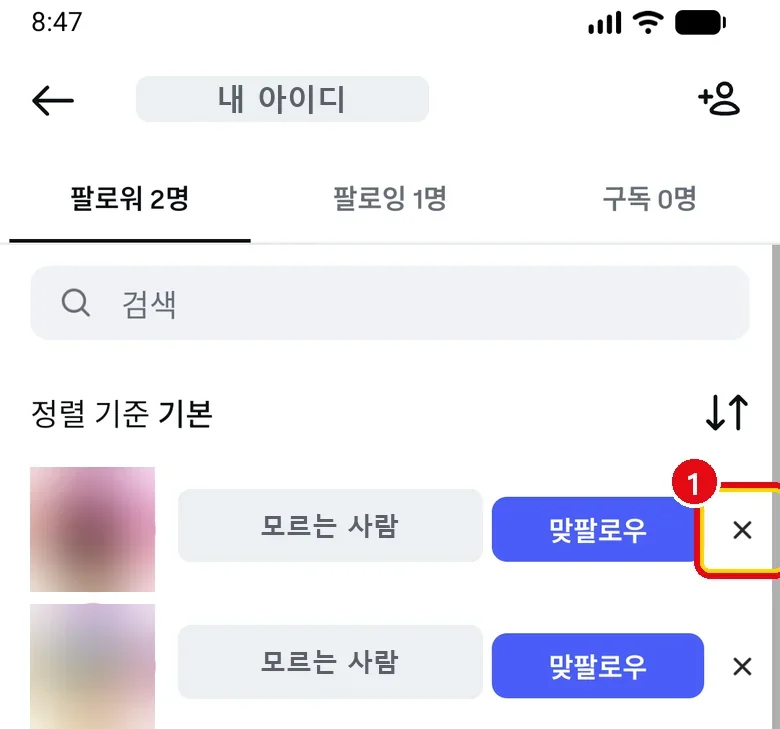 8:47
내 아이디
팔로워 2명
팔로잉 1명
구독 0명
검색
정렬 기준 기본
1
모르는 사람
맞팔로우
모르는 사람
맞팔로우